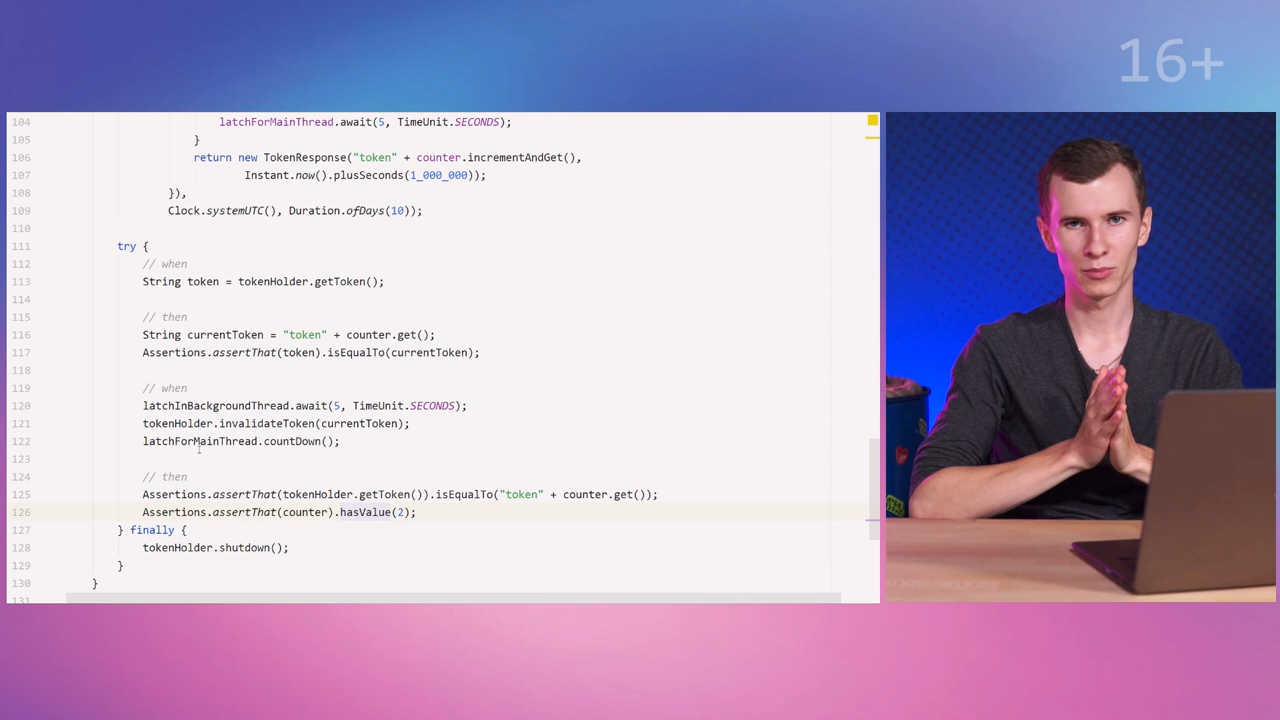 16+
104 latchForMainThread.await(5, TimeUnit.SECONDS);
105 }
106 return new TokenResponse("token" + counter.incrementAndGet(),
107 Instant.now().plusSeconds(1_000_000));
108 }),
109 Clock.systemUTC(), Duration.ofDays(10));
110
111 try {
112 // when
113 String token = tokenHolder.getToken();
114
115 // then
116 String currentToken = "token" + counter.get();
117 Assertions.assertThat(token).isEqualTo(currentToken);
118
119 // when
120 latchInBackgroundThread.await(5, TimeUnit.SECONDS);
121 tokenHolder.invalidateToken(currentToken);
122 latchForMainThread.countDown();
123
124 // then
125 Assertions.assertThat(tokenHolder.getToken()).isEqualTo("token" + counter.get());
126 Assertions.assertThat(counter).hasValue(2);
127 } finally {
128 tokenHolder.shutdown();
129 }
130 }
131